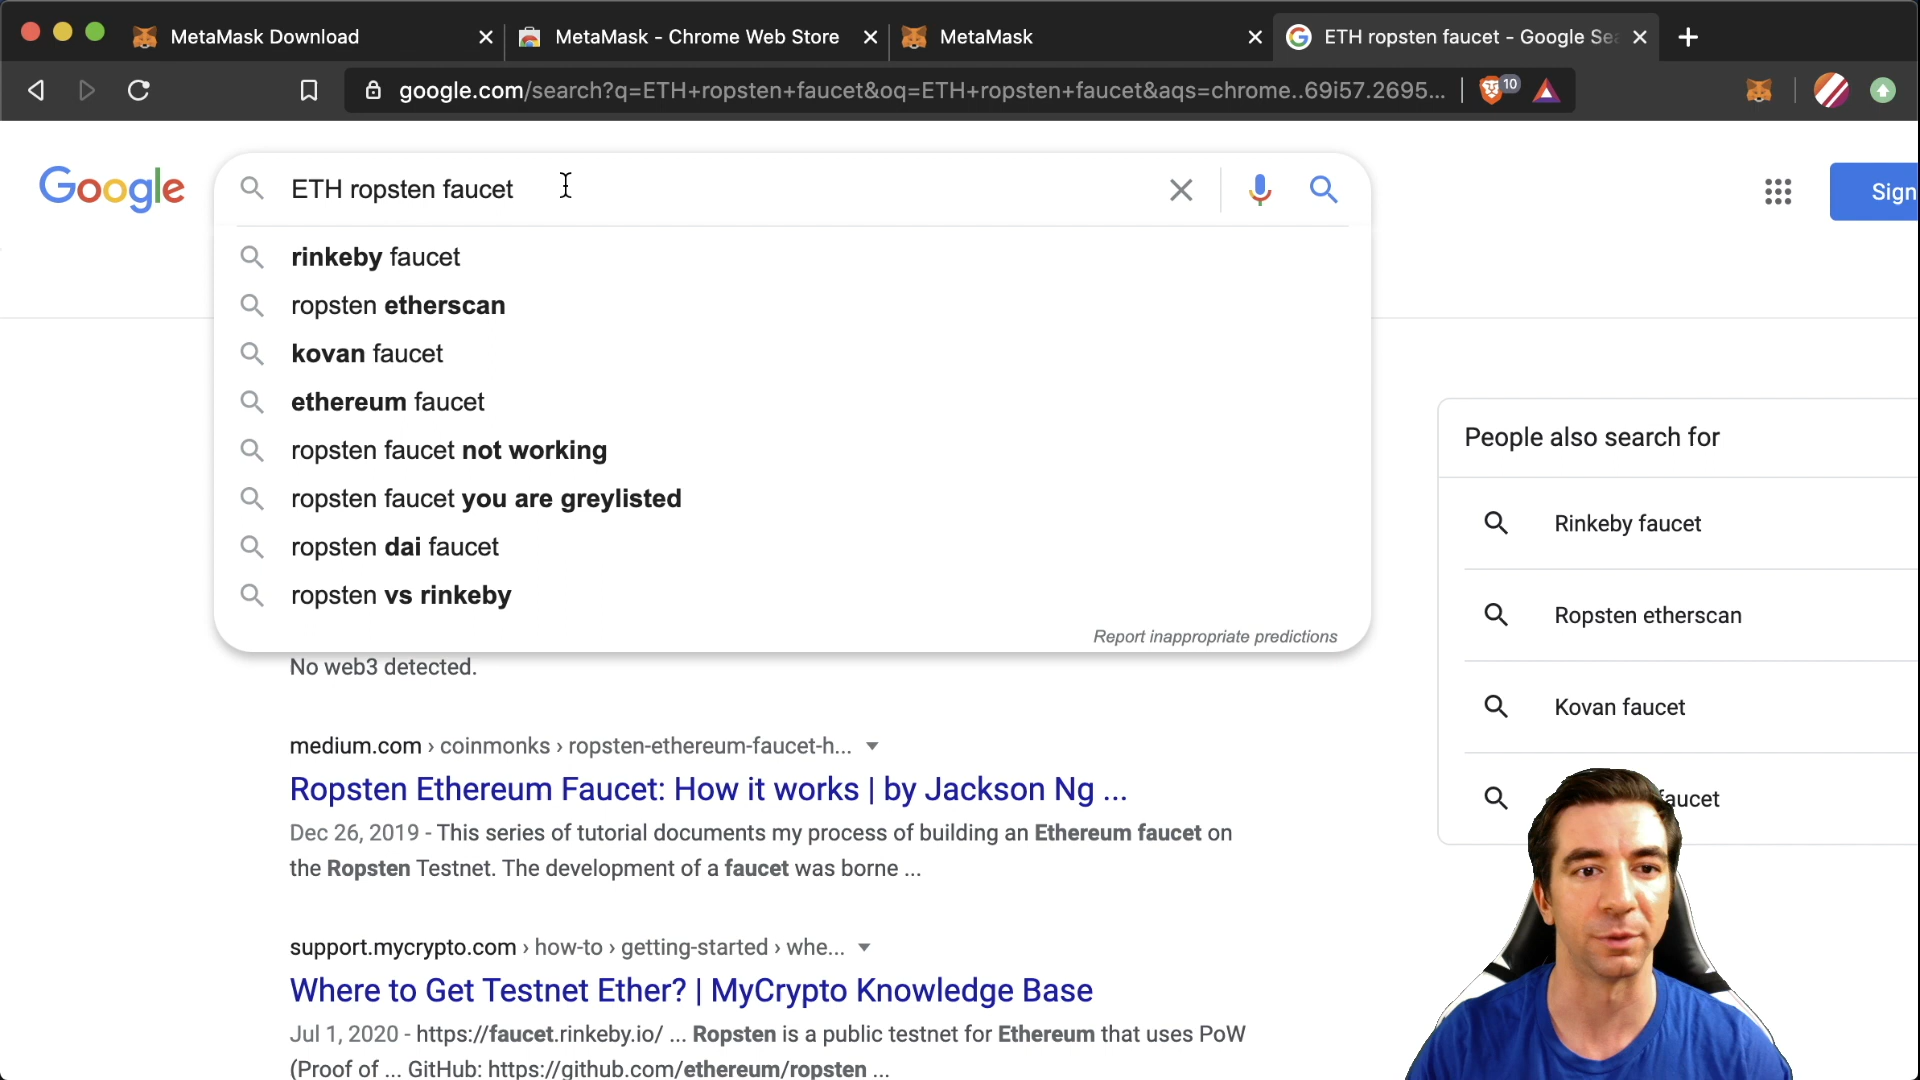 MetaMask Download
MetaMask - Chrome Web Store
MetaMask
ETH ropsten faucet - Google Sea
google.com/search?q=ETH+ropsten+faucet&oq=ETH+ropsten+faucet&aqs=chrome..69i57.2695...
10
Google
ETH ropsten faucet
Sign
rinkeby faucet
ropsten etherscan
kovan faucet
ethereum faucet
ropsten faucet not working
ropsten faucet you are greylisted
ropsten dai faucet
ropsten vs rinkeby
Report inappropriate predictions
No web3 detected.
medium.com › coinmonks › ropsten-ethereum-faucet-h...
Ropsten Ethereum Faucet: How it works | by Jackson Ng ...
Dec 26, 2019 - This series of tutorial documents my process of building an Ethereum faucet on
the Ropsten Testnet. The development of a faucet was borne ...
support.mycrypto.com › how-to › getting-started › whe...
Where to Get Testnet Ether? | MyCrypto Knowledge Base
Jul 1, 2020 - https://faucet.rinkeby.io/ ... Ropsten is a public testnet for Ethereum that uses PoW
(Proof of ... GitHub: https://github.com/ethereum/ropsten ...
People also search for
Rinkeby faucet
Ropsten etherscan
Kovan faucet
faucet